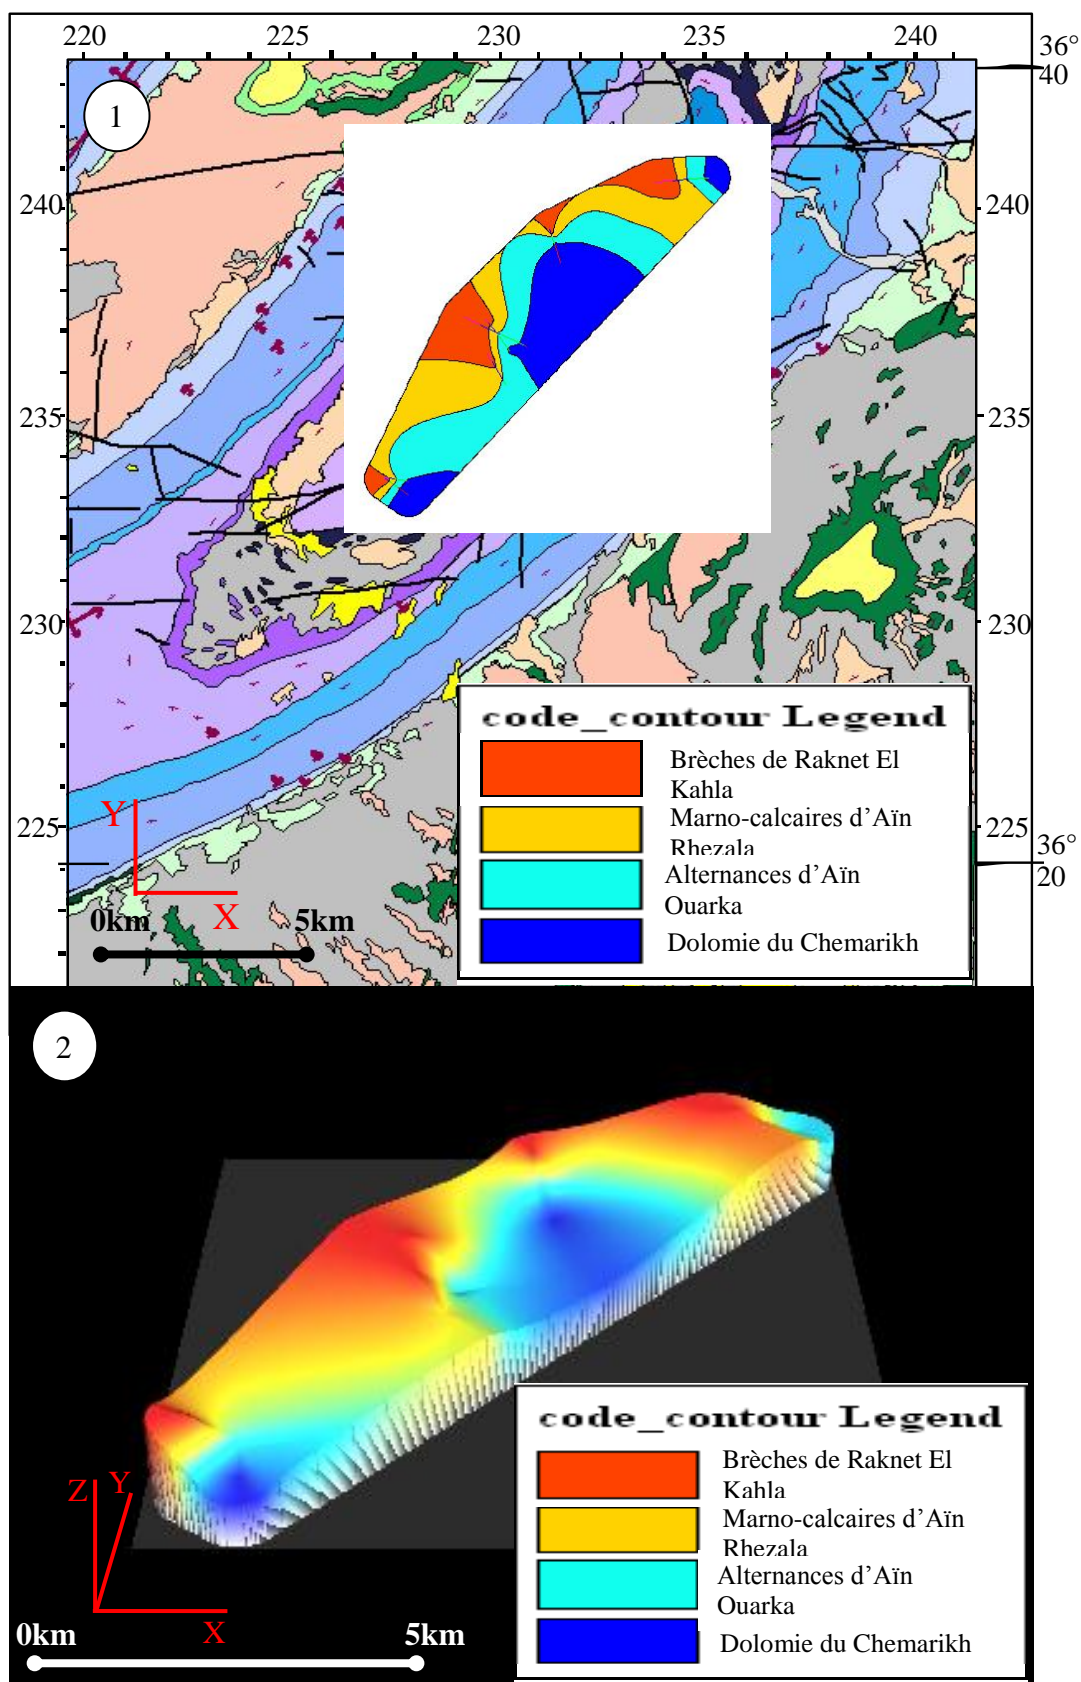 220 225 230 235 240 36°
40
1
240 240
235 235
230 230
225 225
36°
20
Y
X
0km 5km
code_contour Legend
Brèches de Raknet El
Kahla
Marno-calcaires d'Aïn
Rhezala
Alternances d'Aïn
Ouarka
Dolomie du Chemarikh
2
Z Y
X
0km 5km
code_contour Legend
Brèches de Raknet El
Kahla
Marno-calcaires d'Aïn
Rhezala
Alternances d'Aïn
Ouarka
Dolomie du Chemarikh